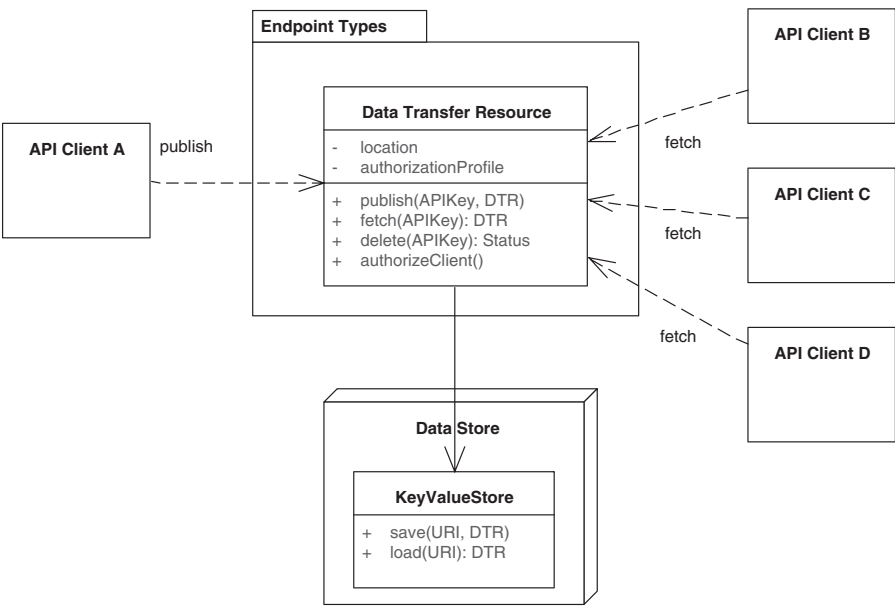 Endpoint Types
API Client B
Data Transfer Resource
- location
- authorizationProfile
+ publish(APIKey, DTR)
+ fetch(APIKey): DTR
+ delete(APIKey): Status
+ authorizeClient()
API Client A
publish
fetch
API Client C
fetch
fetch
API Client D
Data Store
KeyValueStore
+ save(URI, DTR)
+ load(URI): DTR